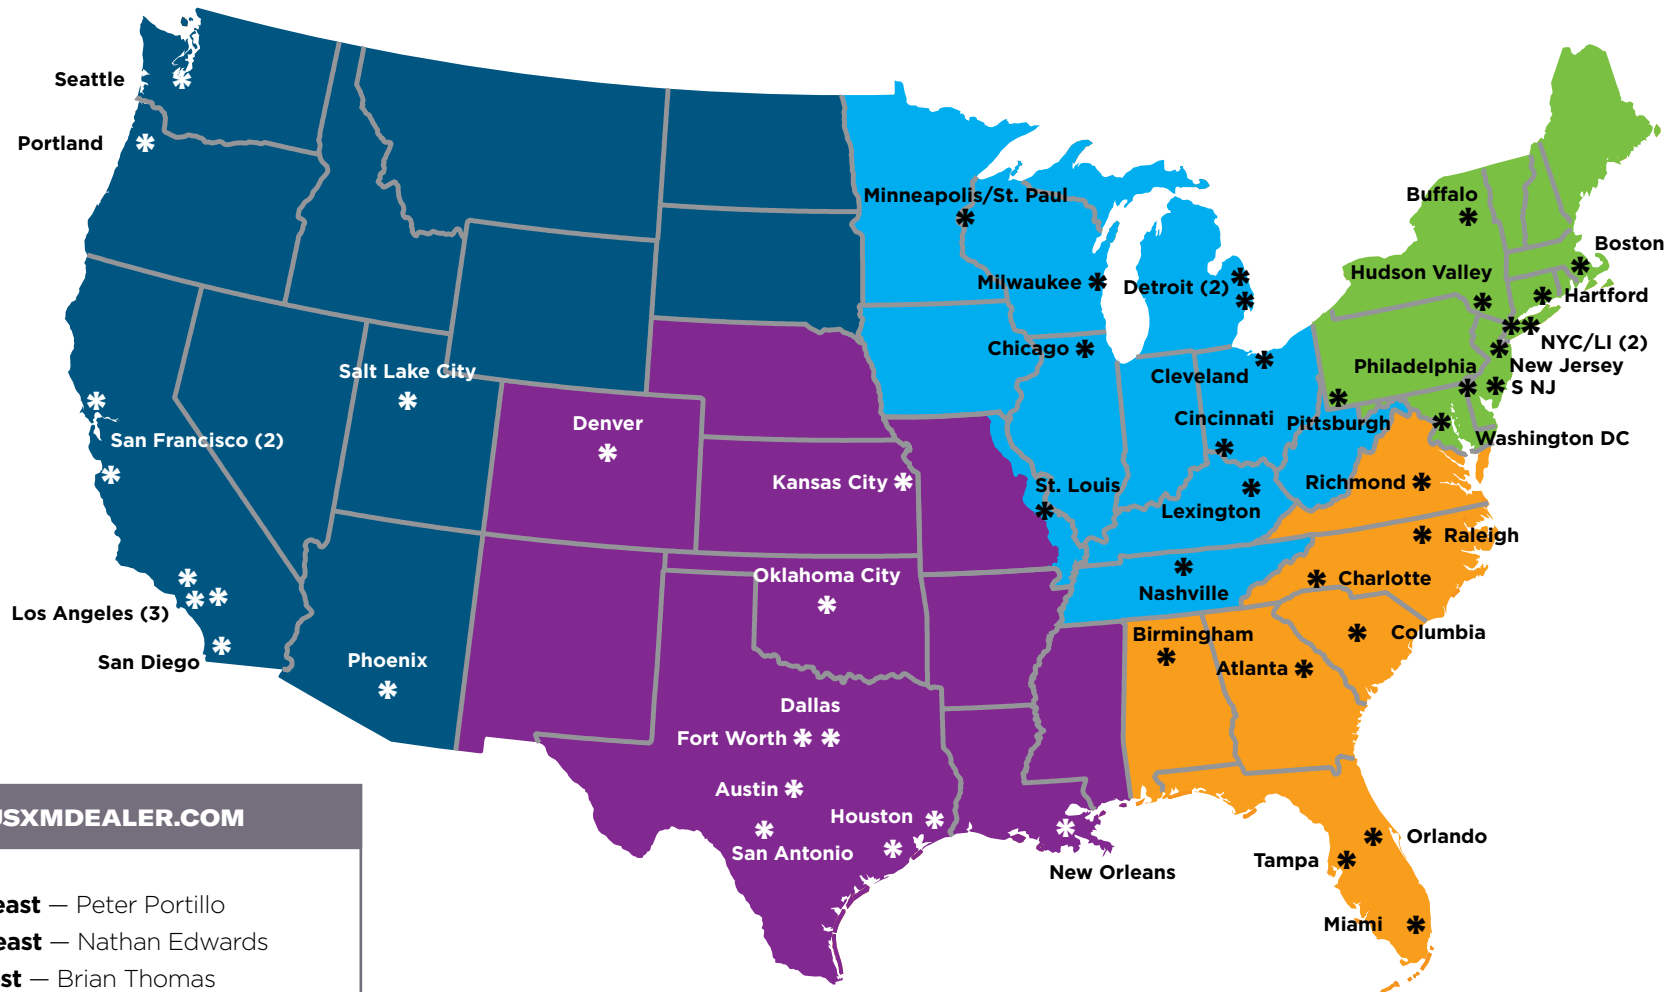 Seattle
Portland
Minneapolis/St. Paul
Buffalo
Boston
Hudson Valley
Milwaukee
Detroit (2)
Hartford
Chicago
NYC/LI (2)
Salt Lake City
Cleveland
Philadelphia
New Jersey
S NJ
Denver
Cincinnati
Pittsburgh
San Francisco (2)
Washington DC
Kansas City
St. Louis
Richmond
Lexington
Raleigh
Oklahoma City
Charlotte
Nashville
Los Angeles (3)
Birmingham
Columbia
San Diego
Phoenix
Atlanta
Dallas
Fort Worth
Austin
Houston
San Antonio
Orlando
Tampa
New Orleans
Miami
USXMDEALER.COM
east — Peter Portillo
east — Nathan Edwards
st — Brian Thomas